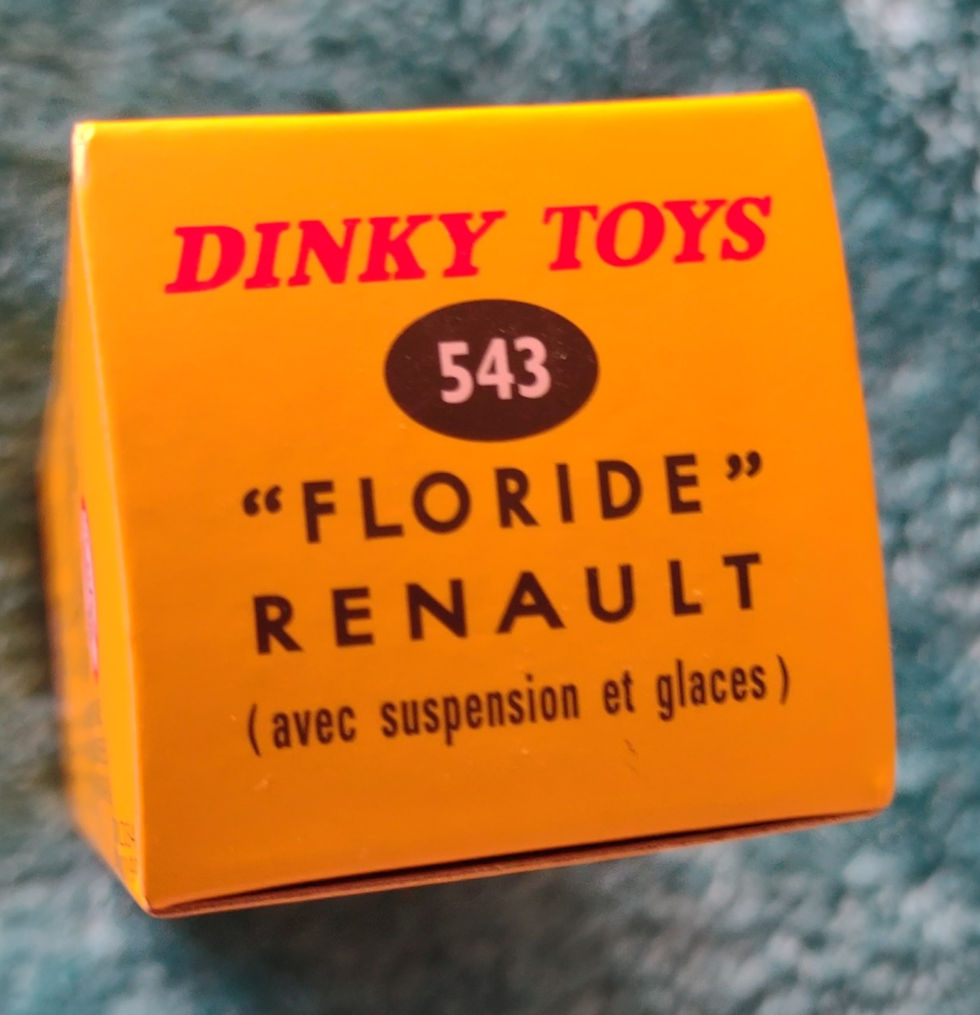 DINKY TOYS
543
“FLORIDE”
RENAULT
(avec suspension et glaces)